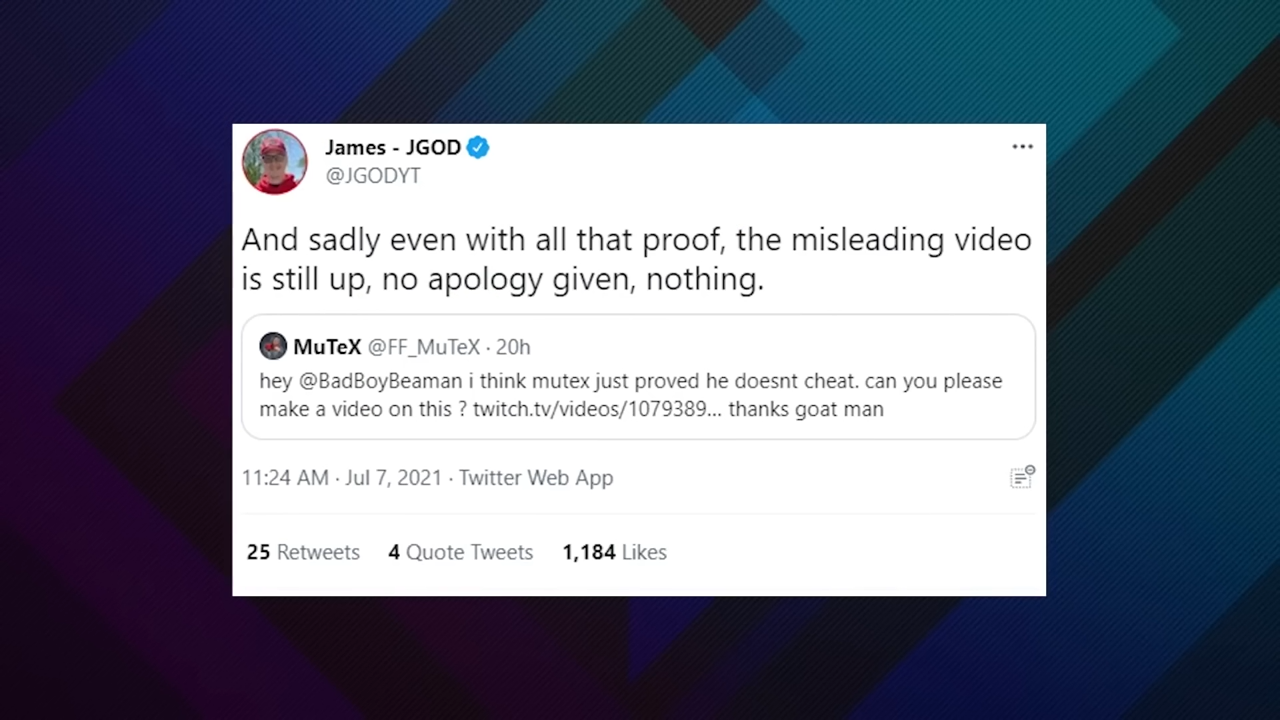 James - JGOD
@JGODYT
And sadly even with all that proof, the misleading video
is still up, no apology given, nothing.
MuTeX @FF_MuTeX · 20h
hey @BadBoyBeaman i think mutex just proved he doesnt cheat. can you please
make a video on this ? twitch.tv/videos/1079389... thanks goat man
11:24 AM · Jul 7, 2021 · Twitter Web App
25 Retweets 4 Quote Tweets 1,184 Likes